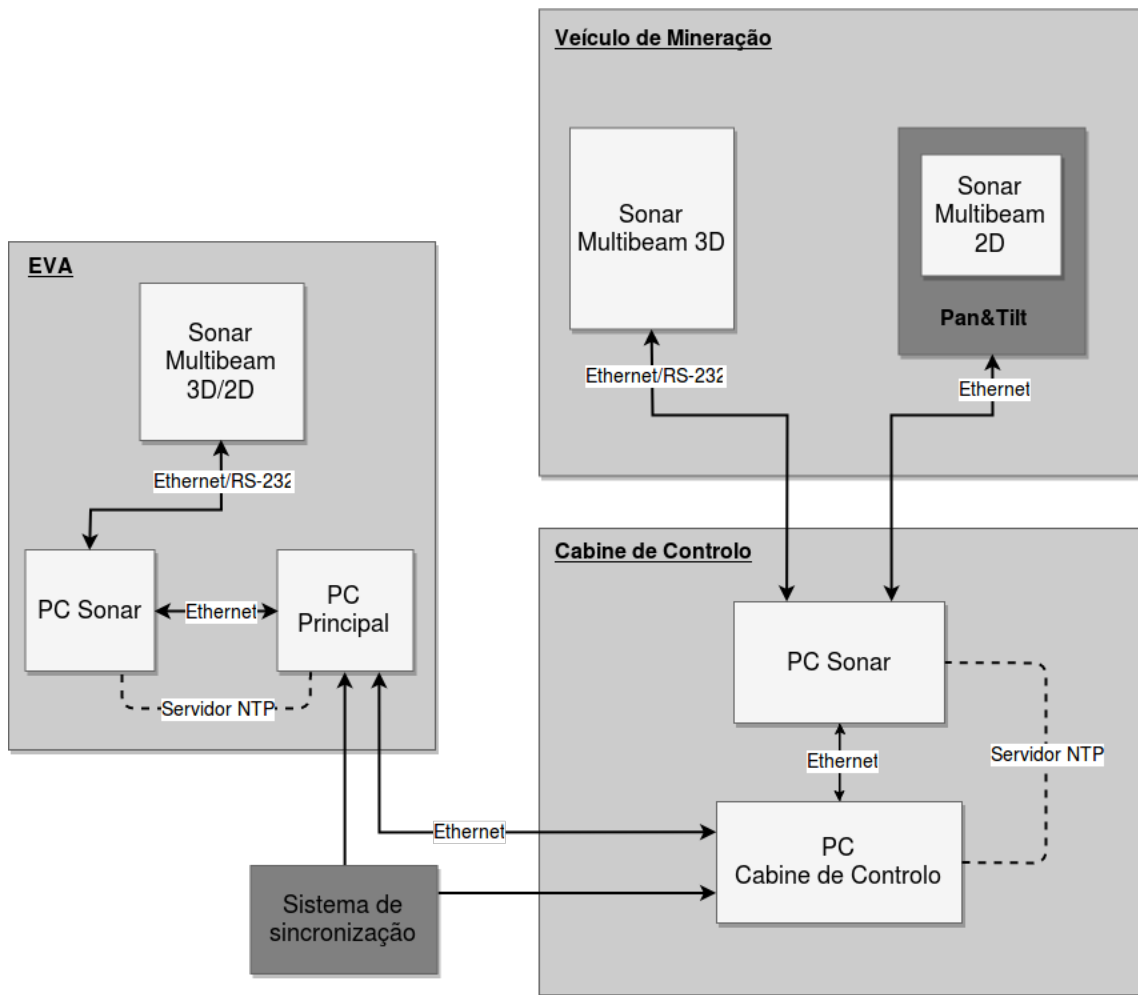 Veículo de Mineração
Sonar
Multibeam 3D
Sonar
Multibeam
2D
Pan&Tilt
Ethernet/RS-232
Ethernet
EVA
Sonar
Multibeam
3D/2D
Ethernet/RS-232
PC Sonar
Ethernet
PC
Principal
Servidor NTP
Cabine de Controlo
PC Sonar
Ethernet
Servidor NTP
PC
Cabine de Controlo
Ethernet
Sistema de
sincronização